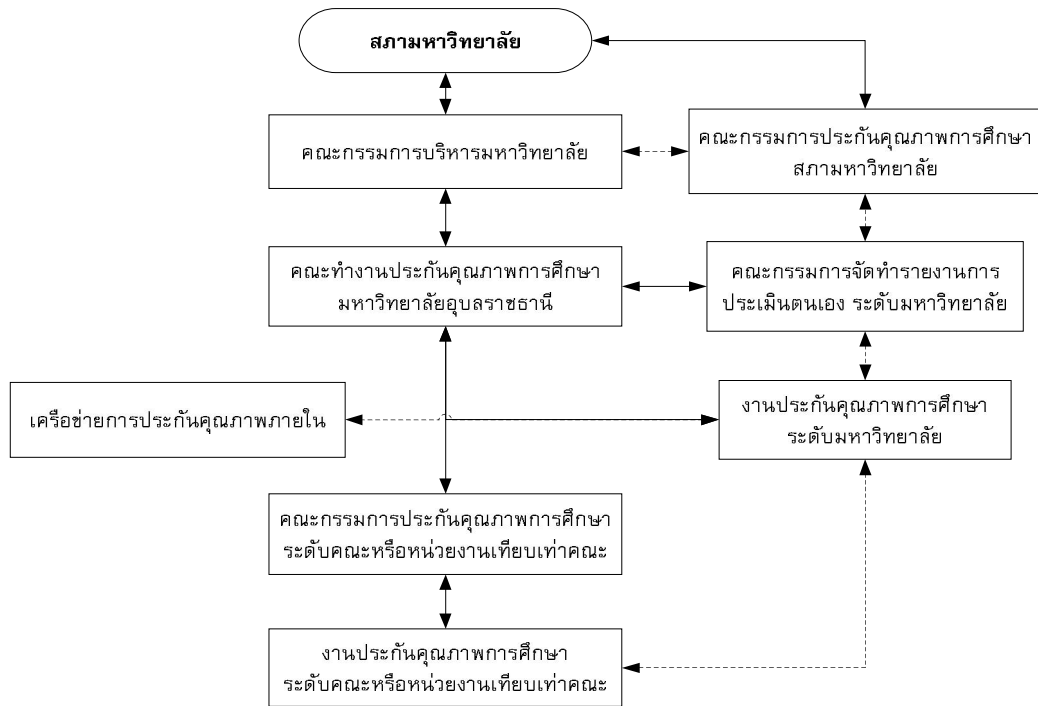 สภามหาวิทยาลัย
คณะกรรมการบริหารมหาวิทยาลัย
คณะกรรมการประกันคุณภาพการศึกษา
สภามหาวิทยาลัย
คณะทำงานประกันคุณภาพการศึกษา
มหาวิทยาลัยอุบลราชธานี
คณะกรรมการจัดทำรายงานการ
ประเมินตนเอง ระดับมหาวิทยาลัย
เครือข่ายการประกันคุณภาพภายใน
งานประกันคุณภาพการศึกษา
ระดับมหาวิทยาลัย
คณะกรรมการประกันคุณภาพการศึกษา
ระดับคณะหรือหน่วยงานเทียบเท่าคณะ
งานประกันคุณภาพการศึกษา
ระดับคณะหรือหน่วยงานเทียบเท่าคณะ